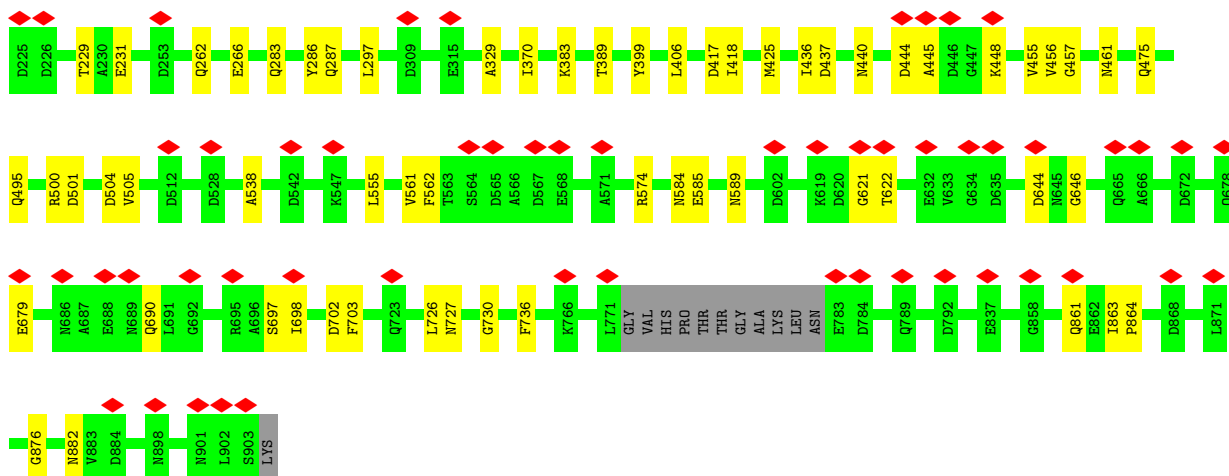 D225 D226 T229 A230 E231 D253 Q262 E266 Q283 Y286 Q287 L297 D309 E315 A329 I370 K383 T389 Y399 L406 D417 I418 M425 I436 D437 N440 D444 A445 D446 G447 K448 V455 V456 G457 N461 Q475
Q495 R500 D501 D504 V505 D512 D528 A538 D542 K547 L555 V561 F562 T563 S564 D565 A566 D567 E568 A571 R574 N584 E585 N589 D602 K619 D620 G621 T622 E632 V633 G634 D635 D644 N645 G646 Q665 A666 D672 Q678
E679 N686 A687 E688 N689 Q690 L691 G692 R695 A696 S697 I698 D702 F703 Q723 L726 N727 G730 F736 K766 L771 GLY VAL HIS PRO THR THR GLY ALA LYS LEU ASN E783 D784 Q789 D792 E837 G858 Q861 E862 I863 P864 D868 L871
G876 N882 V883 D884 N898 N901 L902 S903 LYS